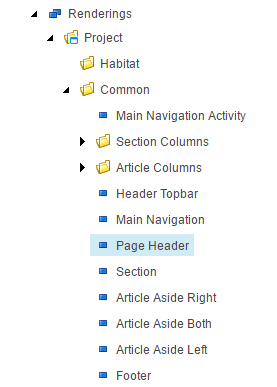 Renderings
Project
Habitat
Common
Main Navigation Activity
Section Columns
Article Columns
Header Topbar
Main Navigation
Page Header
Section
Article Aside Right
Article Aside Both
Article Aside Left
Footer